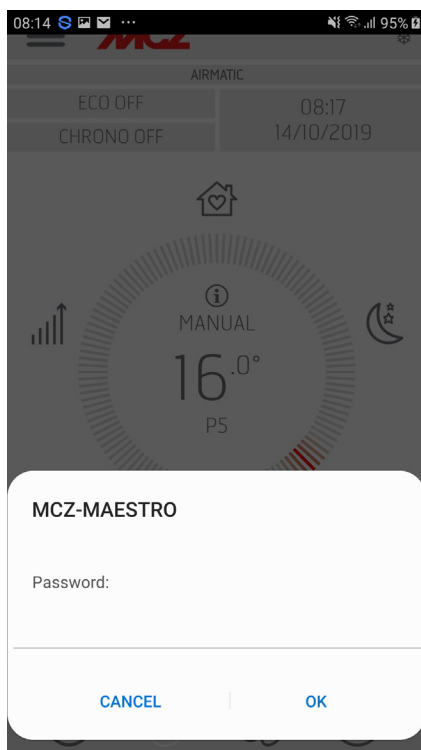 08:14 S ... 95%
MCZ
AIRMATIC
ECO OFF
08:17
CHRONO OFF
14/10/2019
MANUAL
16.0°
P5
MCZ-MAESTRO
Password:
CANCEL
OK